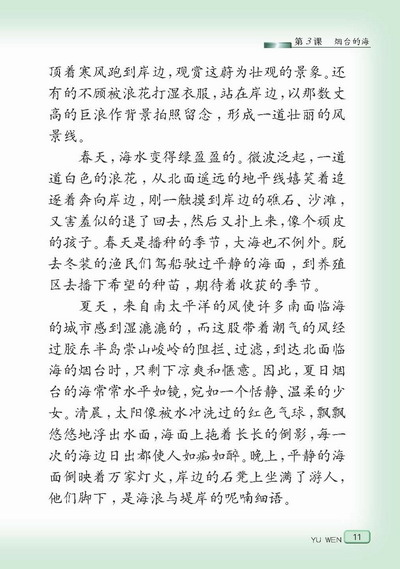 第3课 烟台的海
顶着寒风跑到岸边，观赏这蔚为壮观的景象。还
有的不顾被浪花打湿衣服，站在岸边，以那数丈
高的巨浪作背景拍照留念，形成一道壮丽的风
景线。
春天，海水变得绿盈盈的。微波泛起，一道
道白色的浪花，从北面遥远的地平线嬉笑着追
逐着奔向岸边，刚一触摸到岸边的礁石、沙滩，
又害羞似的退了回去，然后又扑上来，像个顽皮
的孩子。春天是播种的季节，大海也不例外。脱
去冬装的渔民们驾船驶过平静的海面，到养殖
区去播下希望的种苗，期待着收获的季节。
夏天，来自南太平洋的风使许多南面临海
的城市感到湿漉漉的，而这股带着潮气的风经
过胶东半岛崇山峻岭的阻拦、过滤，到达北面临
海的烟台时，只剩下凉爽和惬意。因此，夏日烟
台的海常常水平如镜，宛如一个恬静、温柔的少
女。清晨，太阳像被水冲洗过的红色气球，飘飘
悠悠地浮出水面，海面上拖着长长的倒影，每一
次的海边日出都使人如痴如醉。晚上，平静的海
面倒映着万家灯火，岸边的石凳上坐满了游人，
他们脚下，是海浪与堤岸的呢喃细语。
YU WEN 11